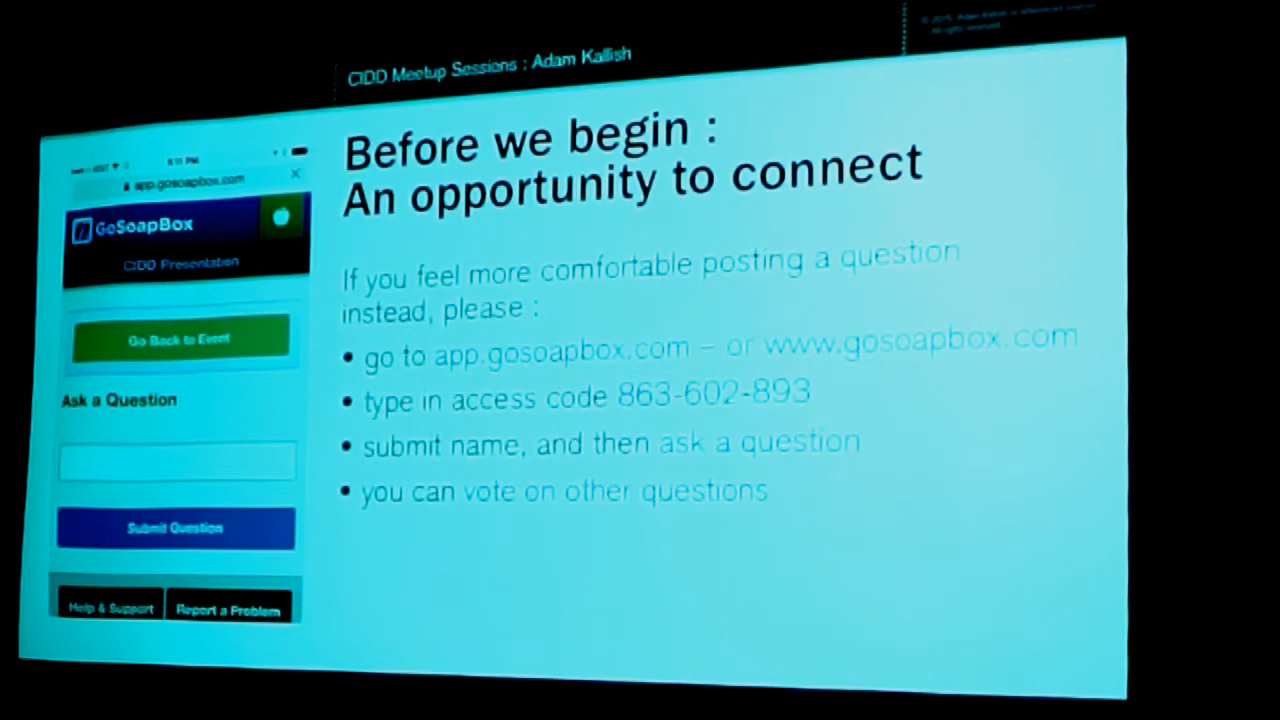 CIDD Meetup Sessions : Adam Kallish
Before we begin :
An opportunity to connect
If you feel more comfortable posting a question
instead, please :
• go to app.gosoapbox.com – or www.gosoapbox.com
• type in access code 863-602-893
• submit name, and then ask a question
• you can vote on other questions
AT&T
app.gosoapbox.com ×
GoSoapBox
CIDD Presentation
Go Back to Event
Ask a Question
Submit Question
Help & Support
Report a Problem